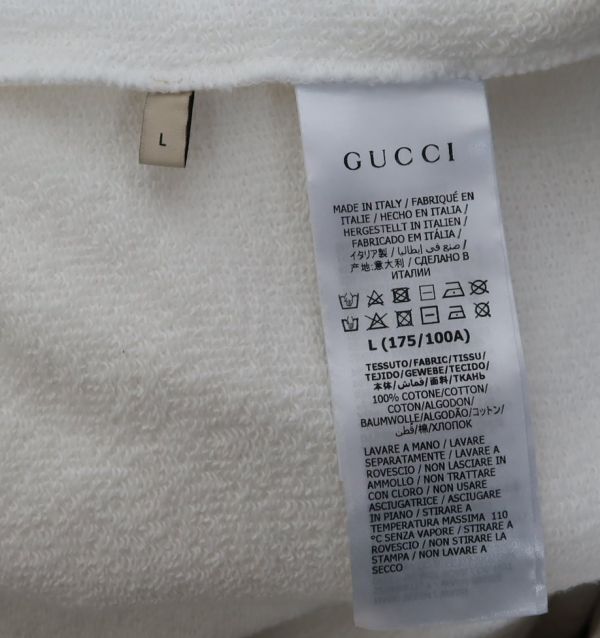 L
GUCCI
MADE IN ITALY / FABRIQUÉ EN
ITALIE / HECHO EN ITALIA /
HERGESTELLT IN ITALIEN /
FABRICADO EM ITÁLIA /
イタリア製 / صنع في إيطاليا /
产地:意大利 / СДЕЛАНО В
ИТАЛИИ
L (175/100A)
TESSUTO/FABRIC/TISSU/
TEJIDO/GEWEBE/TECIDO/
本体/قماش/面料/ТКАНЬ
100% COTONE/COTTON/
COTON/ALGODON/
BAUMWOLLE/ALGODÃO/コットン/
قطن/棉/ХЛОПОК
LAVARE A MANO / LAVARE
SEPARATAMENTE / LAVARE A
ROVESCIO / NON LASCIARE IN
AMMOLLO / NON TRATTARE
CON CLORO / NON USARE
ASCIUGATRICE / ASCIUGARE
IN PIANO / STIRARE A
TEMPERATURA MASSIMA 110
°C SENZA VAPORE / STIRARE A
ROVESCIO / NON STIRARE LA
STAMPA / NON LAVARE A
SECCO